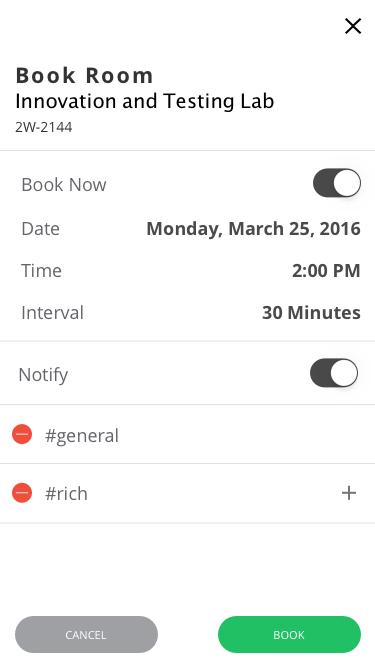 Book Room
Innovation and Testing Lab
2W-2144
Book Now
Date Monday, March 25, 2016
Time 2:00 PM
Interval 30 Minutes
Notify
#general
#rich
CANCEL BOOK